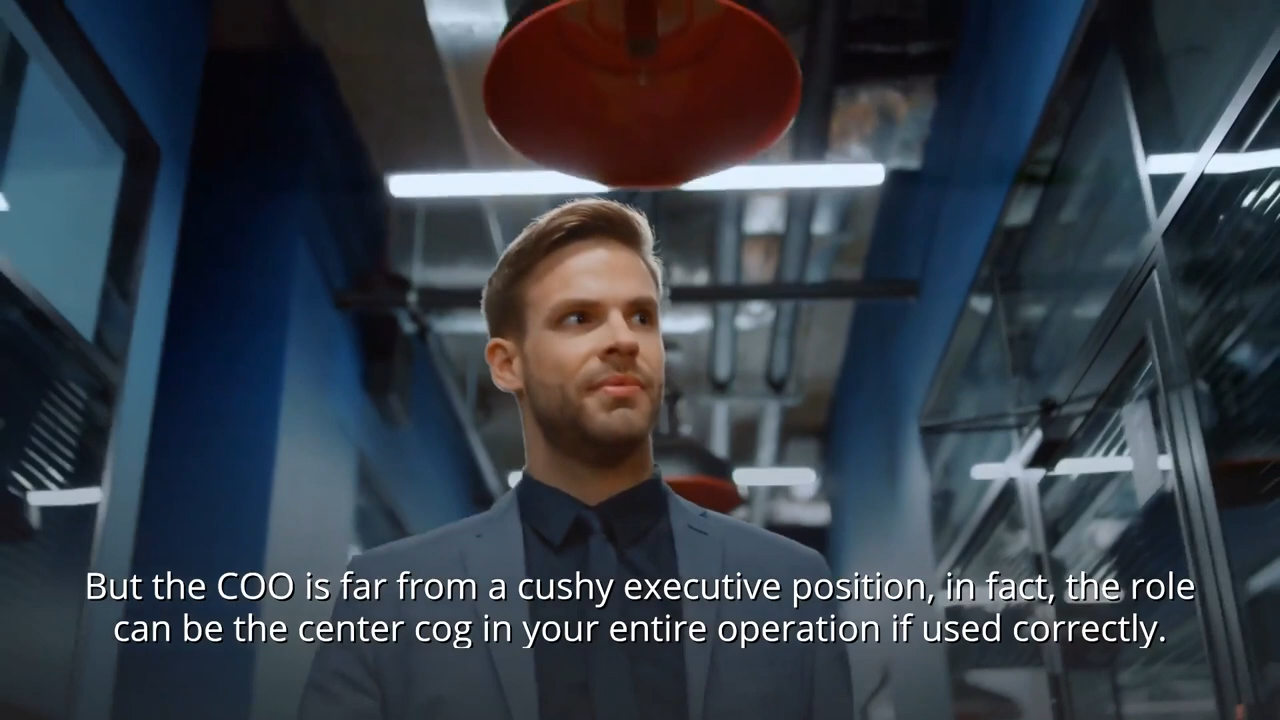 But the COO is far from a cushy executive position, in fact, the role
can be the center cog in your entire operation if used correctly.